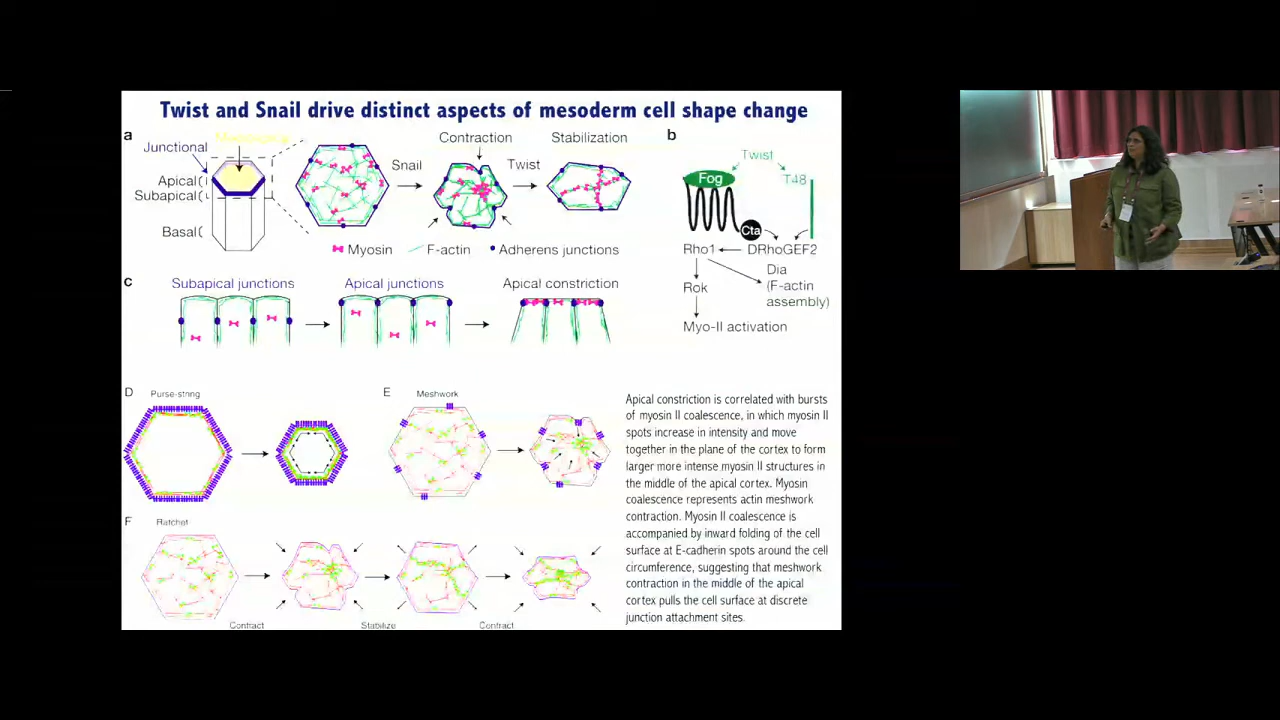 Twist and Snail drive distinct aspects of mesoderm cell shape change
a
Junctional
Apical
Subapical
Basal
Snail
Contraction
Twist
Stabilization
Myosin
F-actin
Adherens junctions
b
Twist
Fog
T48
Cta
Rho1
DRhoGEF2
Rok
Dia
(F-actin
assembly)
Myo-II activation
c
Subapical junctions
Apical junctions
Apical constriction
D
Purse-string
E
Meshwork
F
Ratchet
Contract
Stabilize
Contract
Apical constriction is correlated with bursts
of myosin II coalescence, in which myosin II
spots increase in intensity and move
together in the plane of the cortex to form
larger more intense myosin II structures in
the middle of the apical cortex. Myosin
coalescence represents actin meshwork
contraction. Myosin II coalescence is
accompanied by inward folding of the cell
surface at E-cadherin spots around the cell
circumference, suggesting that meshwork
contraction in the middle of the apical
cortex pulls the cell surface at discrete
junction attachment sites.